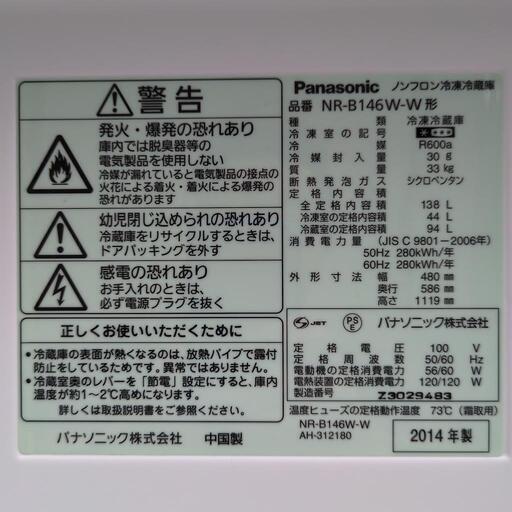 警告
発火・爆発の恐れあり
庫内では脱臭器等の
電気製品を使用しない
冷媒が漏れていると電気製品の接点の
火花による着火・着火による爆発の
恐れがあります
幼児閉じ込められの恐れあり
冷蔵庫をリサイクルするときは、
ドアパッキングを外す
感電の恐れあり
お手入れのときは、
必ず電源プラグを抜く
正しくお使いいただくために
●冷蔵庫の表面が熱くなるのは、放熱パイプで露付
防止をしているためです。異常ではありません。
●冷蔵室奥のレバーを「節電」設定にすると、庫内
温度が約1~2℃高めになります。
詳しくは取扱説明書をご参照ください。
パナソニック株式会社 中国製
Panasonic ノンフロン冷凍冷蔵庫
品番 NR-B146W-W形
種類 冷凍冷蔵庫
冷凍室の記号
冷媒 R600a
冷媒封入量 30 g
質量 33 kg
断熱発泡ガス シクロペンタン
定格内容積
全定格内容積 138 L
冷凍室の定格内容積 44 L
冷蔵室の定格内容積 94 L
消費電力量 (JIS C 9801-2006年)
50Hz 280kWh/年
60Hz 280kWh/年
外形寸法 幅 480 mm
奥行 586 mm
高さ 1119 mm
JET PS E パナソニック株式会社
定格電圧 100 V
定格周波数 50/60 Hz
電動機の定格消費電力 56/60 W
電熱装置の定格消費電力 120/120 W
製造番号 Z3029483
温度ヒューズの定格動作温度 73℃(霜取用)
NR-B146W-W
AH-312180
2014年製